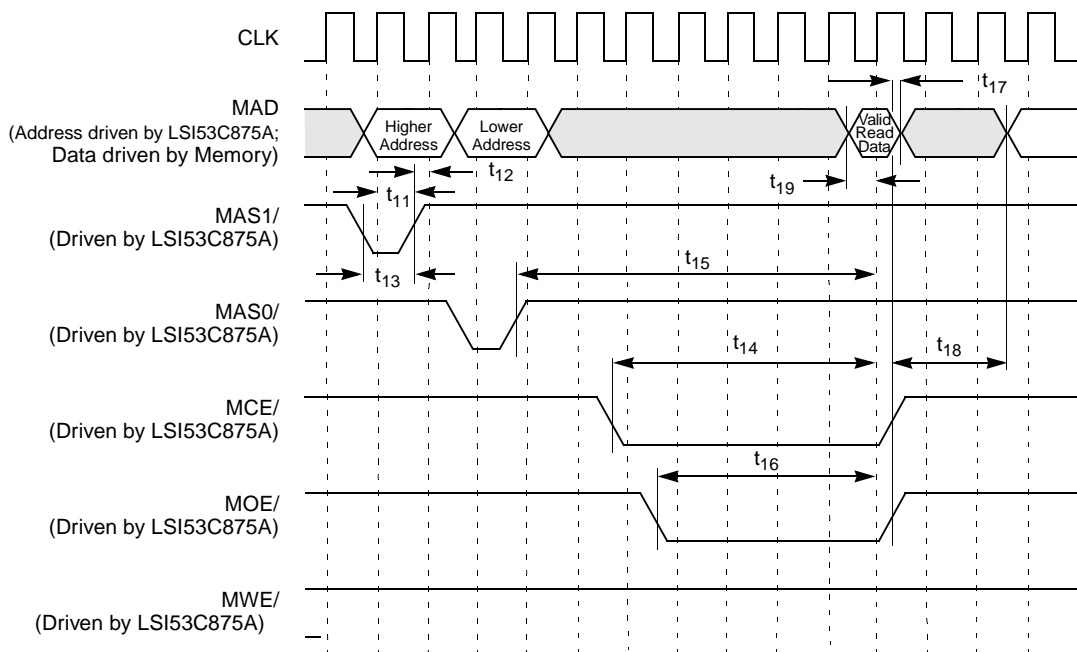 CLK
MAD
(Address driven by LSI53C875A;
Data driven by Memory)
Higher
Address
Lower
Address
Valid
Read
Data
t17
t12
t11
t19
MAS1/
(Driven by LSI53C875A)
t13
t15
MAS0/
(Driven by LSI53C875A)
t14
t18
MCE/
(Driven by LSI53C875A)
t16
MOE/
(Driven by LSI53C875A)
MWE/
(Driven by LSI53C875A)